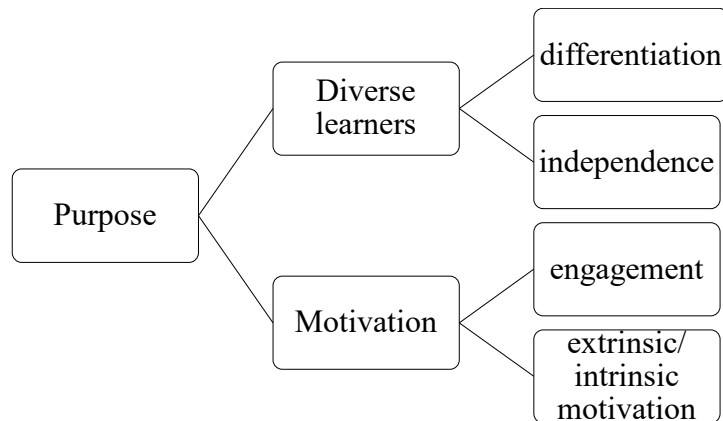 differentiation
Diverse
learners
independence
Purpose
engagement
Motivation
extrinsic/
intrinsic
motivation